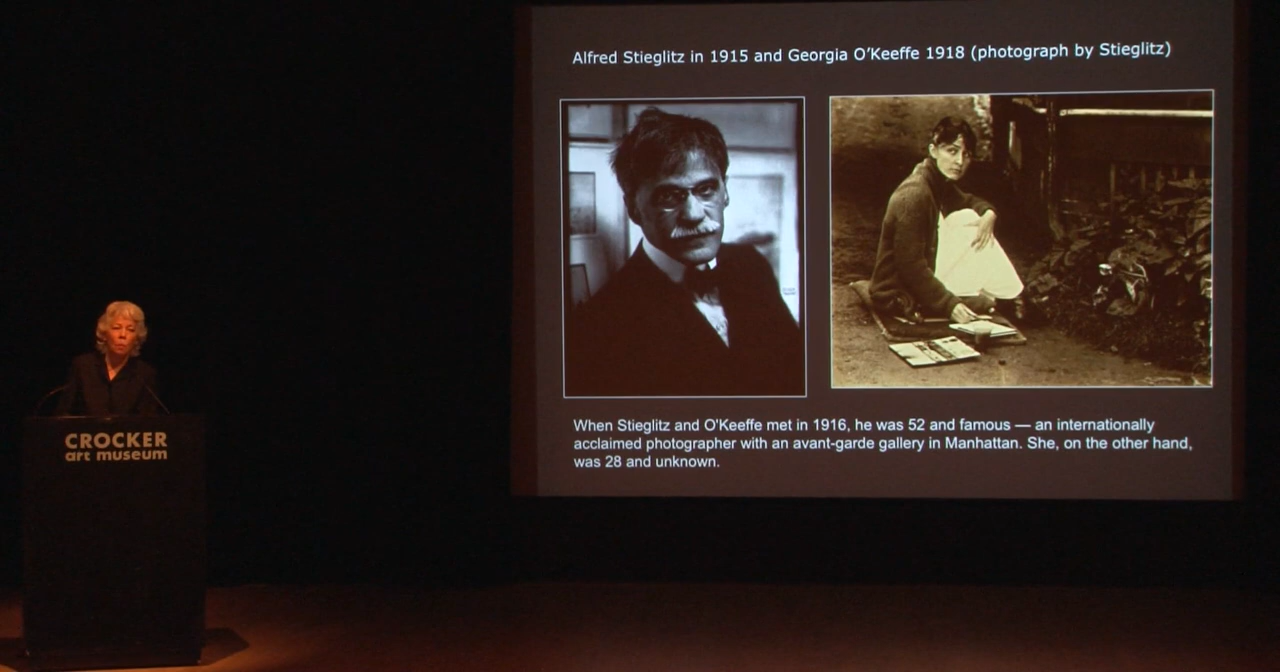 Alfred Stieglitz in 1915 and Georgia O’Keeffe 1918 (photograph by Stieglitz)
When Stieglitz and O'Keeffe met in 1916, he was 52 and famous — an internationally
acclaimed photographer with an avant-garde gallery in Manhattan. She, on the other hand,
was 28 and unknown.
CROCKER
art museum